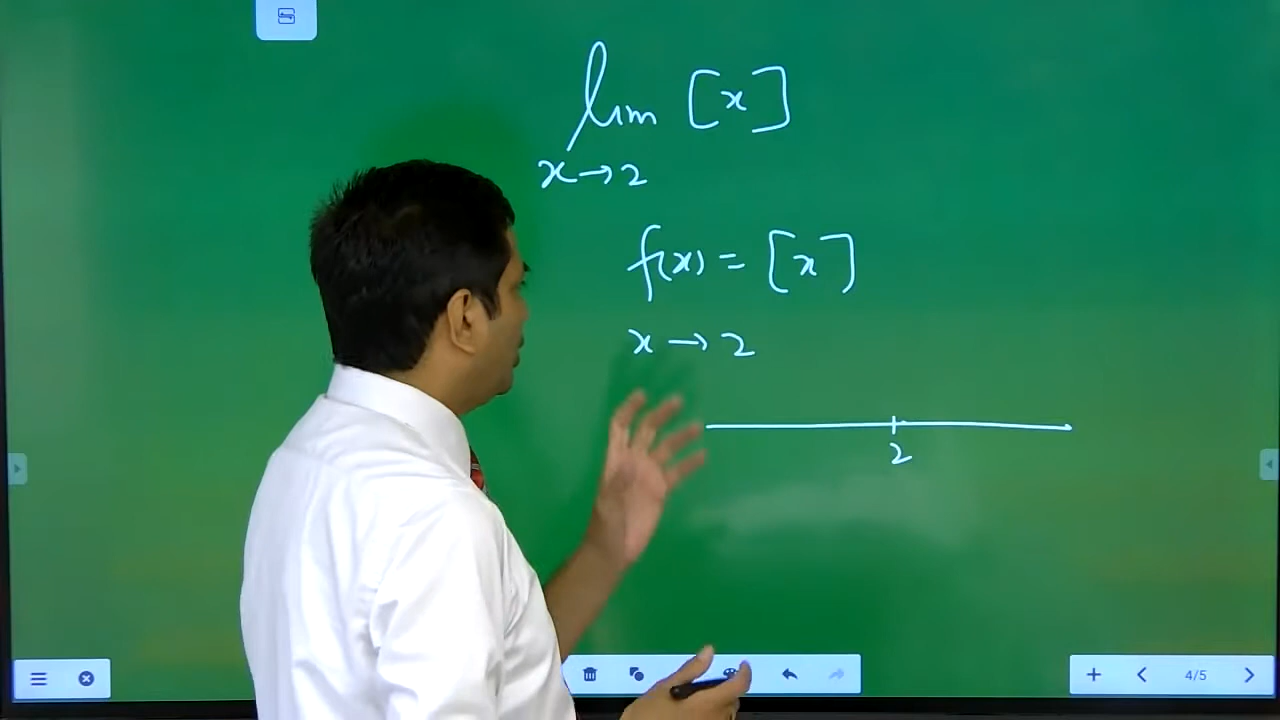 lim [x]
x→2
f(x) = [x]
x → 2
2
4/5